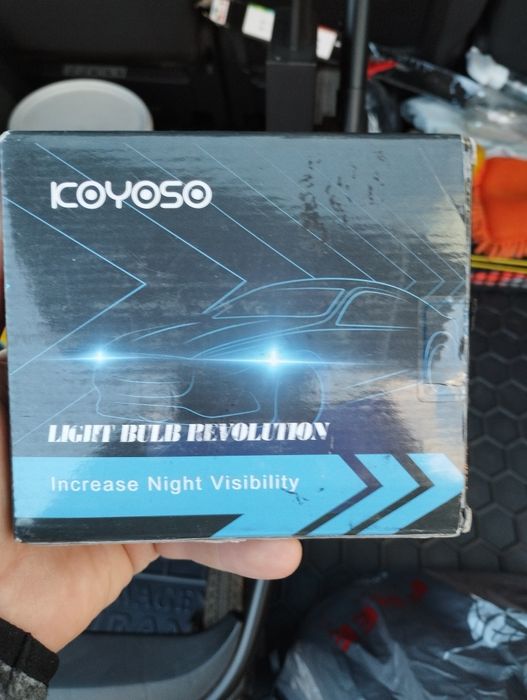 KOYOSO
LIGHT BULB REVOLUTION
Increase Night Visibility